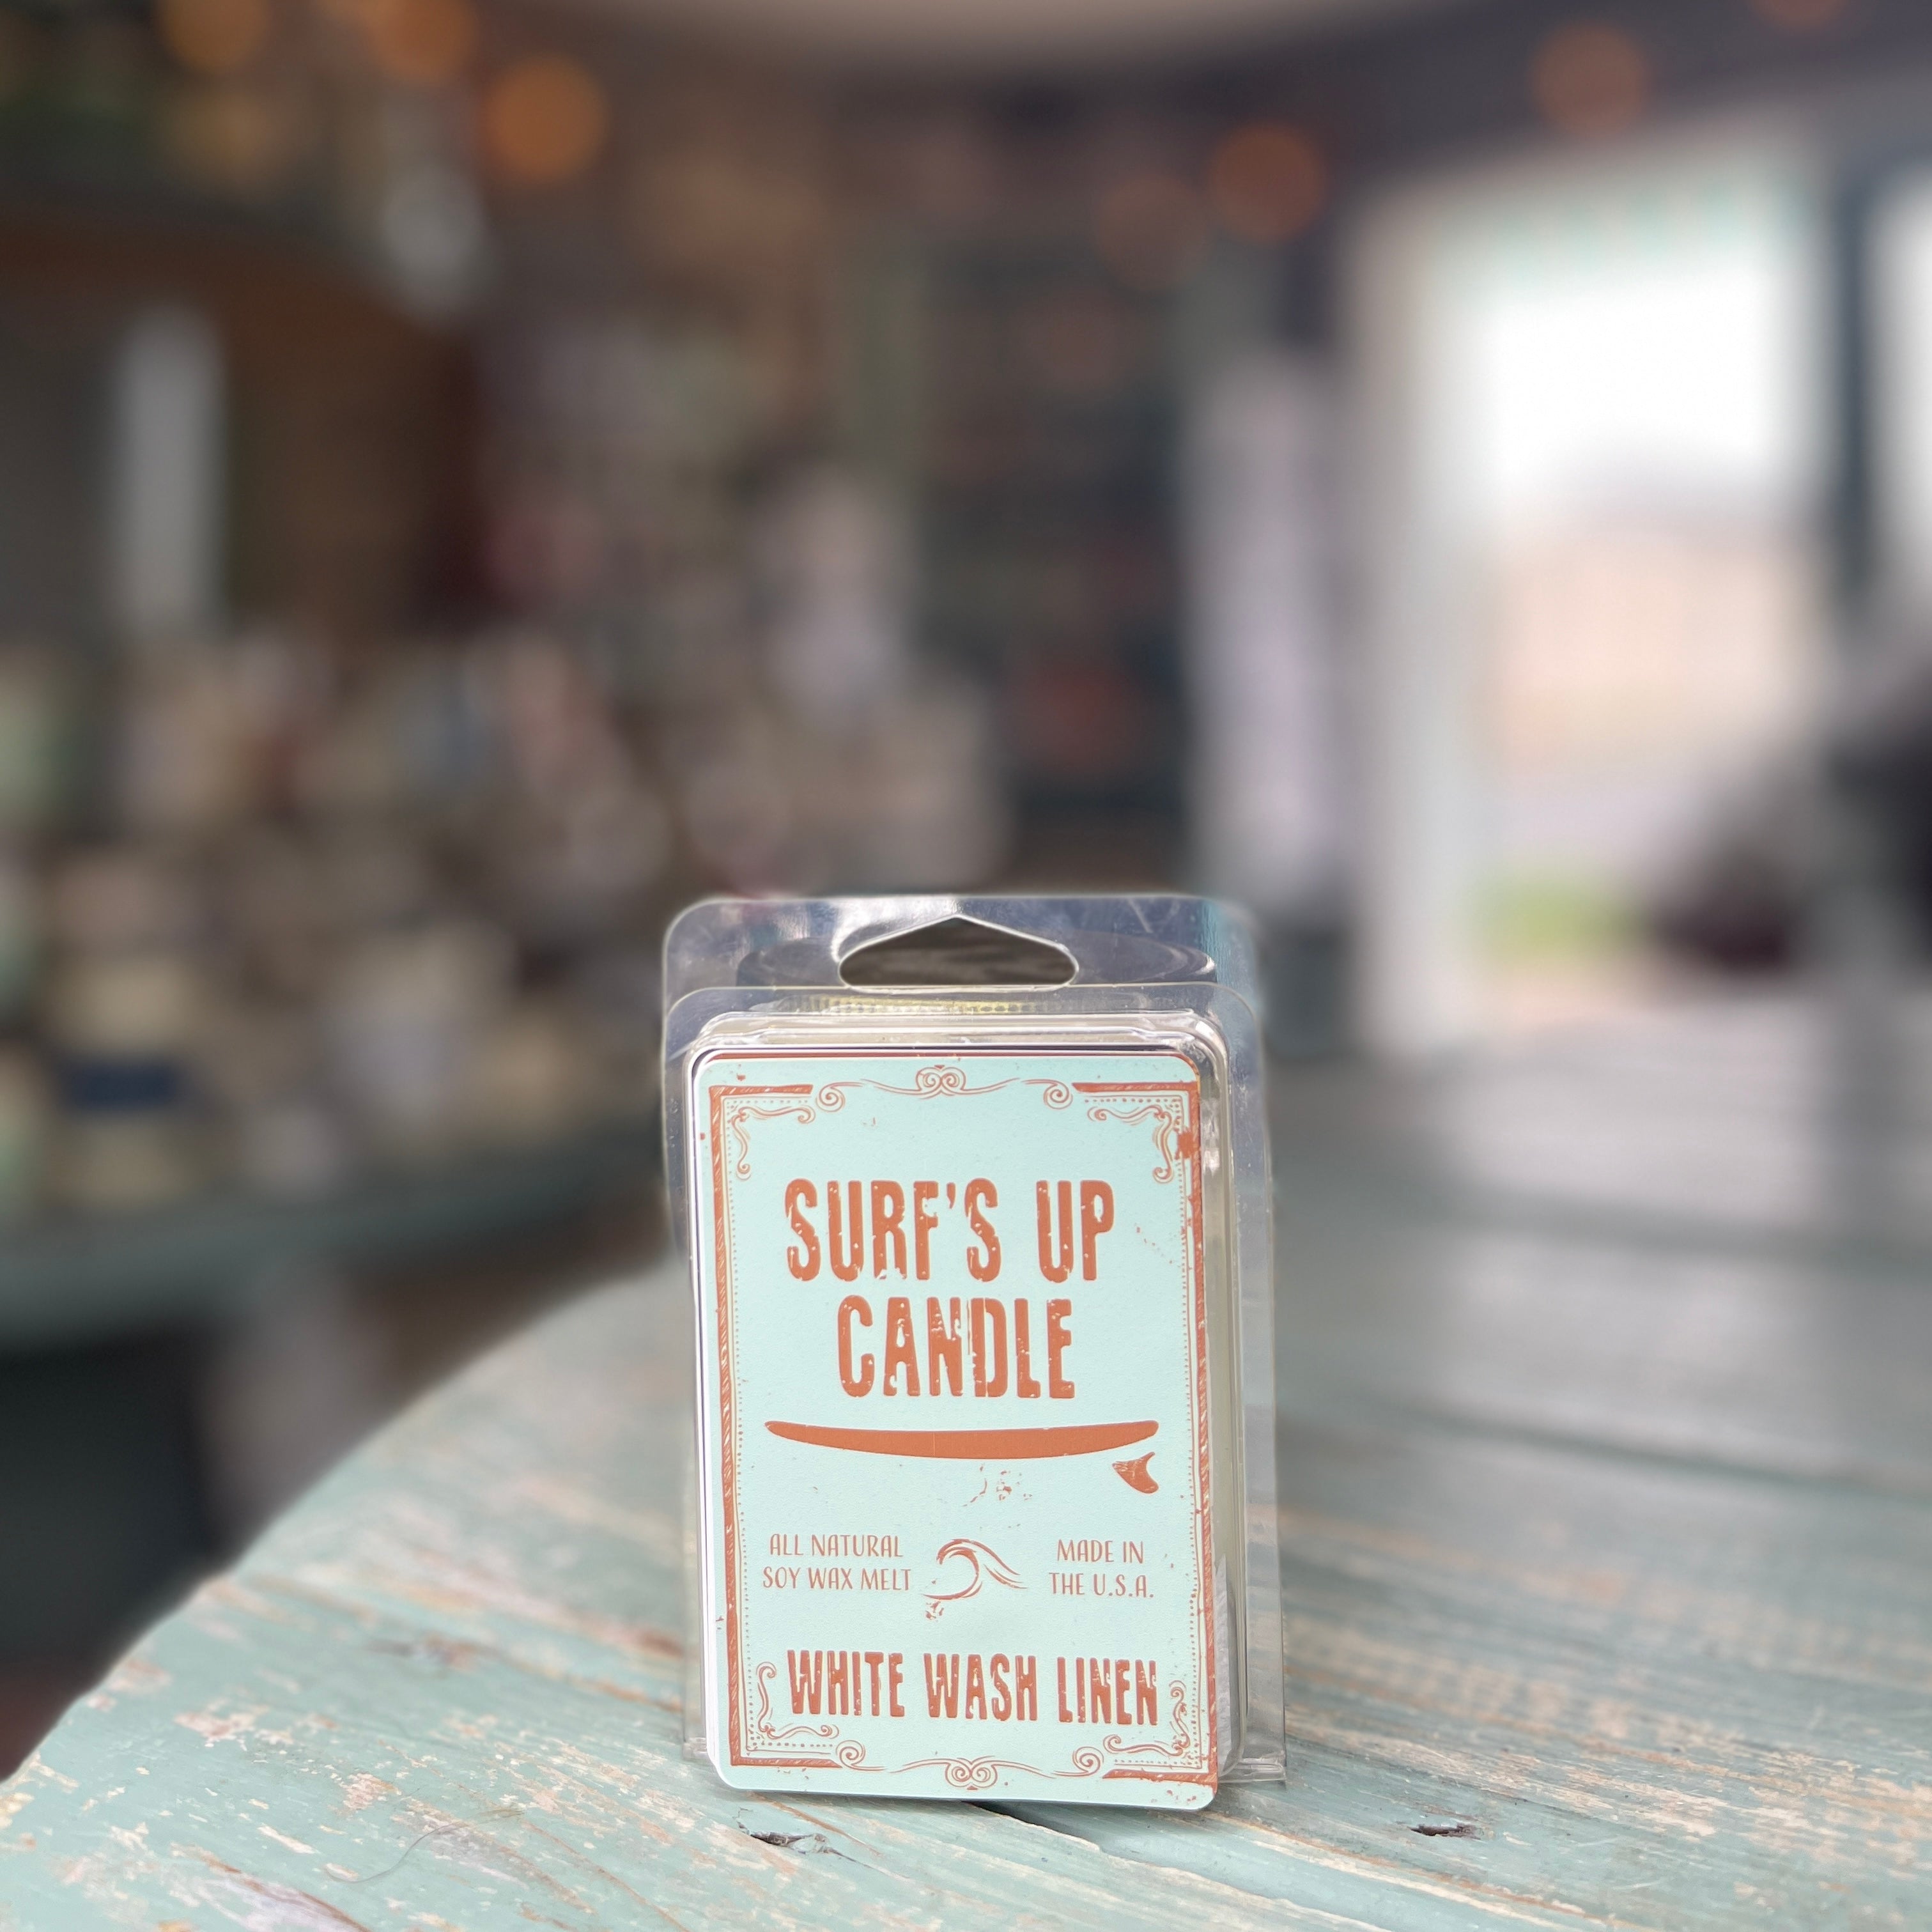 SURF'S UP
CANDLE
ALL NATURAL
SOY WAX MELT
MADE IN
THE U.S.A.
WHITE WASH LINEN